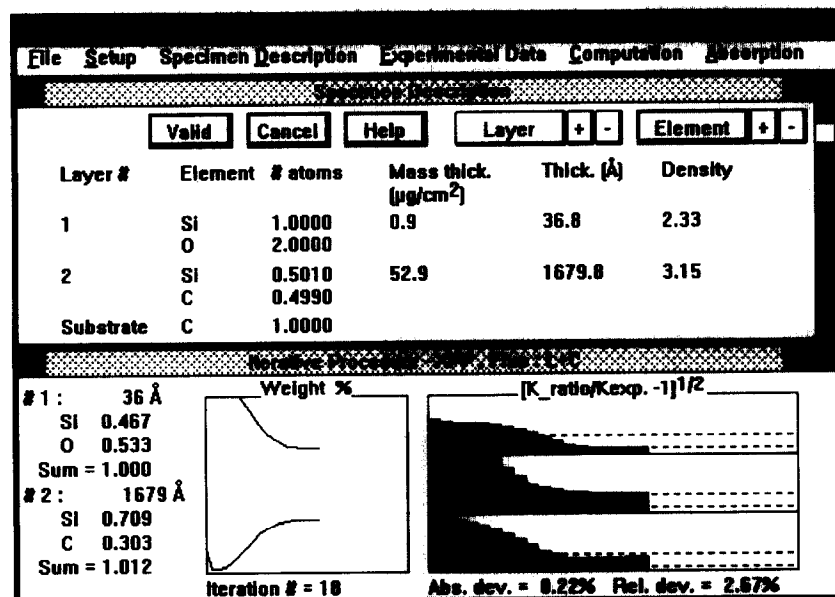 File Setup Specimen Description Experimental Data Computation Absorption
Specimen Description
Valid Cancel Help Layer + - Element + -
Layer # Element # atoms Mass thick. (µg/cm²) Thick. (Å) Density
1 Si 1.0000 0.9 36.8 2.33
O 2.0000
2 Si 0.5010 52.9 1679.8 3.15
C 0.4990
Substrate C 1.0000
Iterative
# 1 : 36 Å
Si 0.467
O 0.533
Sum = 1.000
# 2 : 1679 Å
Si 0.709
C 0.303
Sum = 1.012
Weight %
Iteration # = 18
[K_ratio/Kexp. -1]1/2
Abs. dev. = 0.22% Rel. dev. = 2.67%